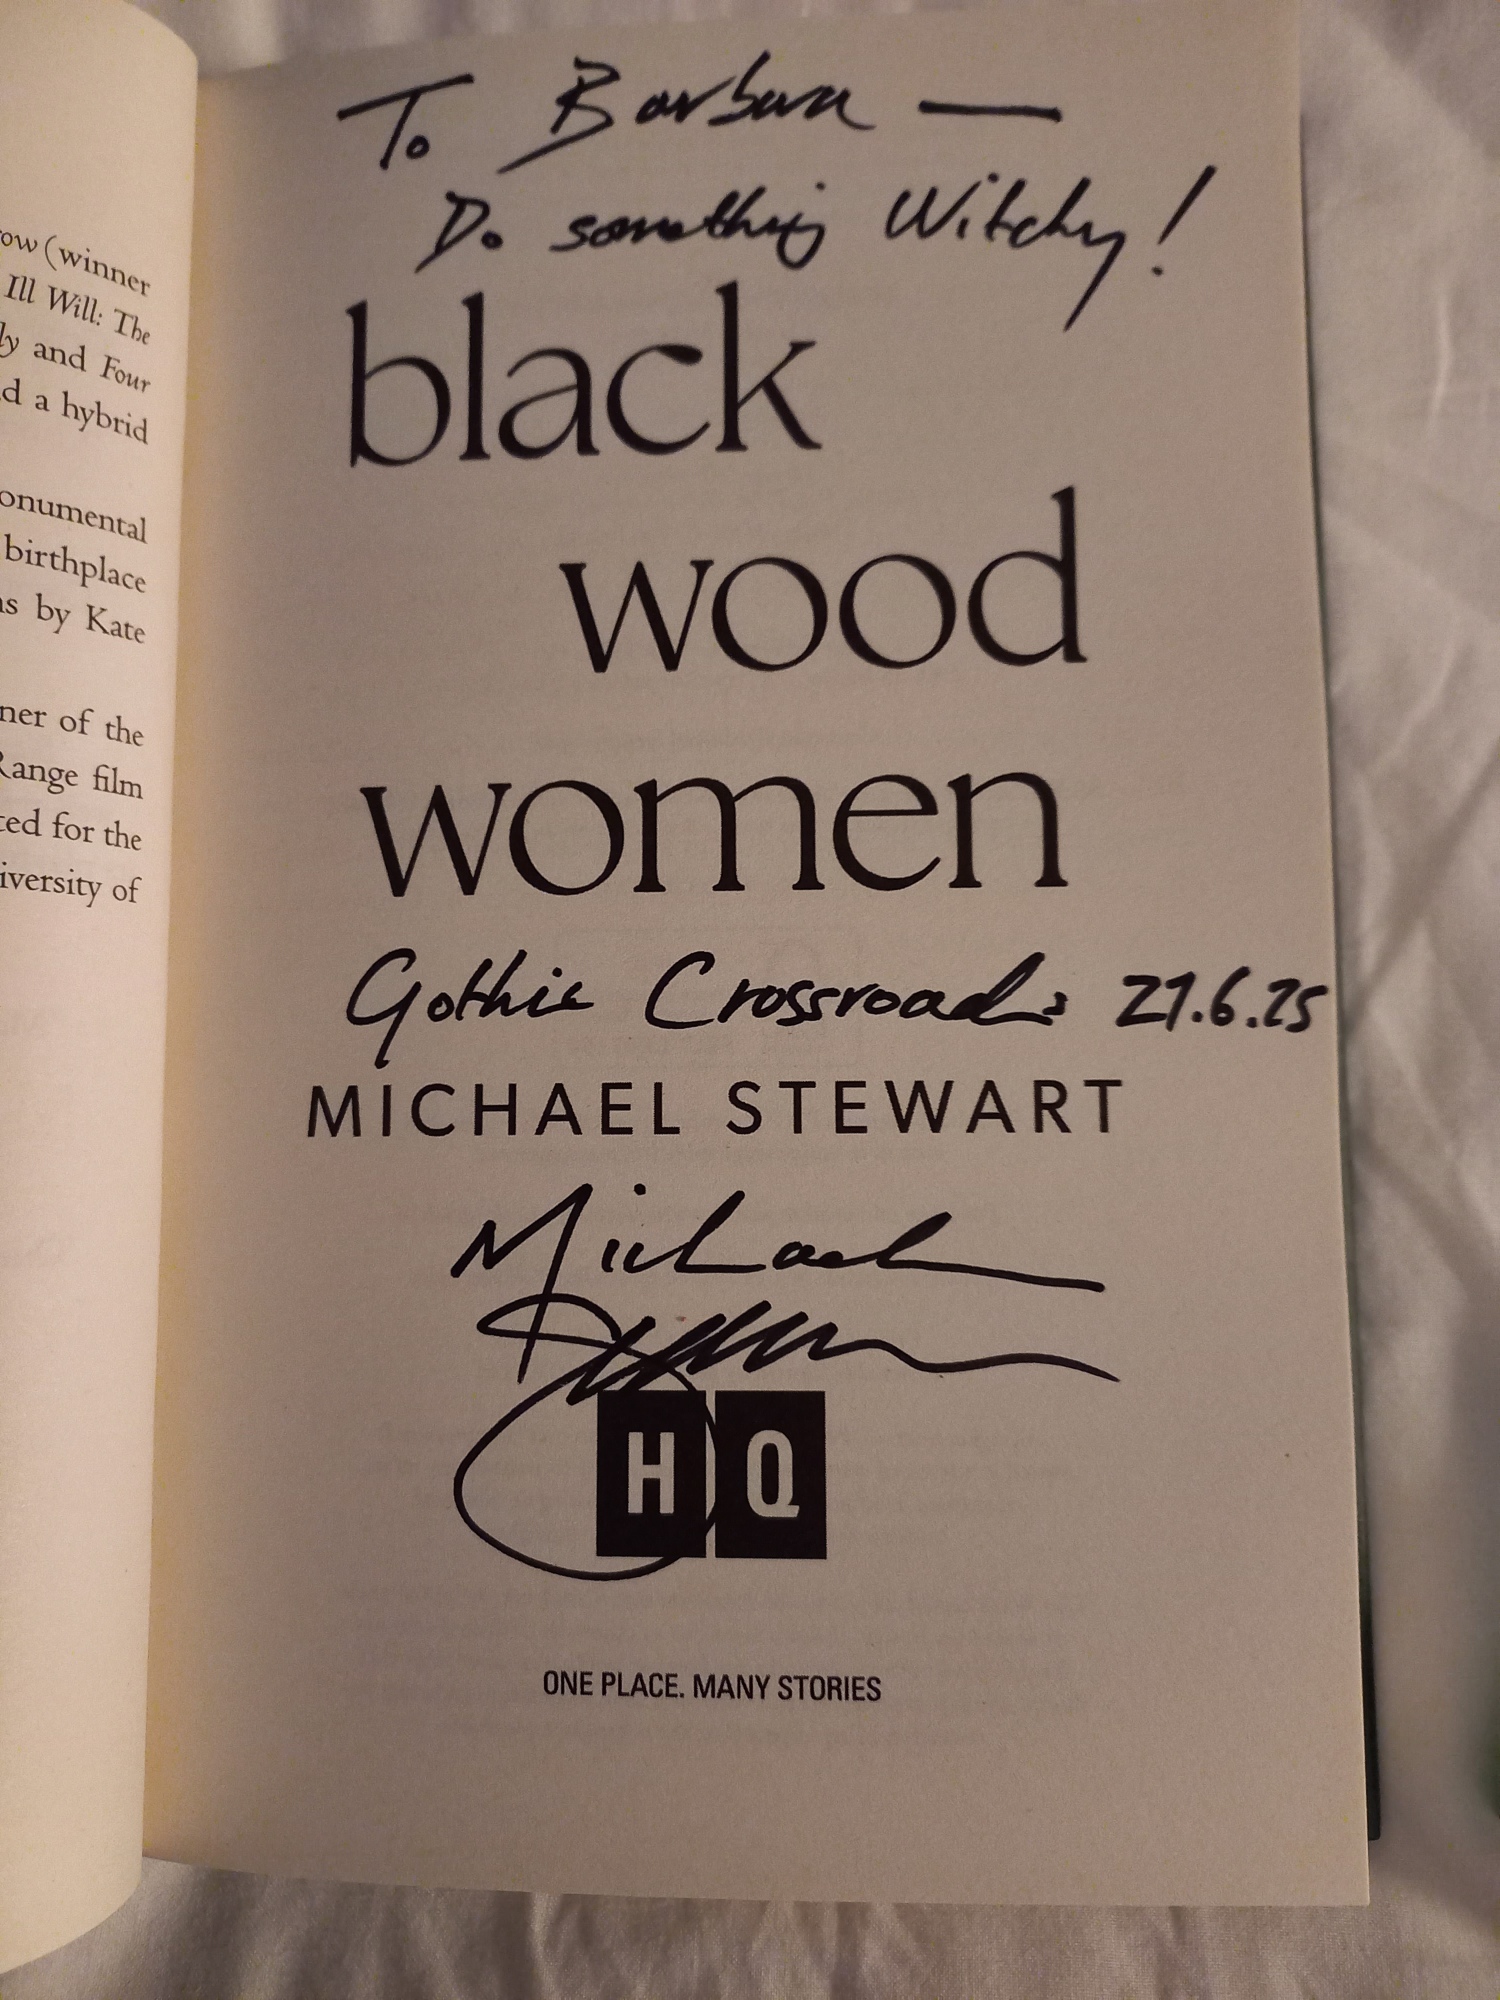 ow (winner
Ill Will: The
ly and Four
d a hybrid
onumental
birthplace
s by Kate
ner of the
Range film
ted for the
iversity of
To Barbara —
Do something Witchy!
black
wood
women
Gothic Crossroads 27.6.25
MICHAEL STEWART
Michael
HQ
ONE PLACE. MANY STORIES